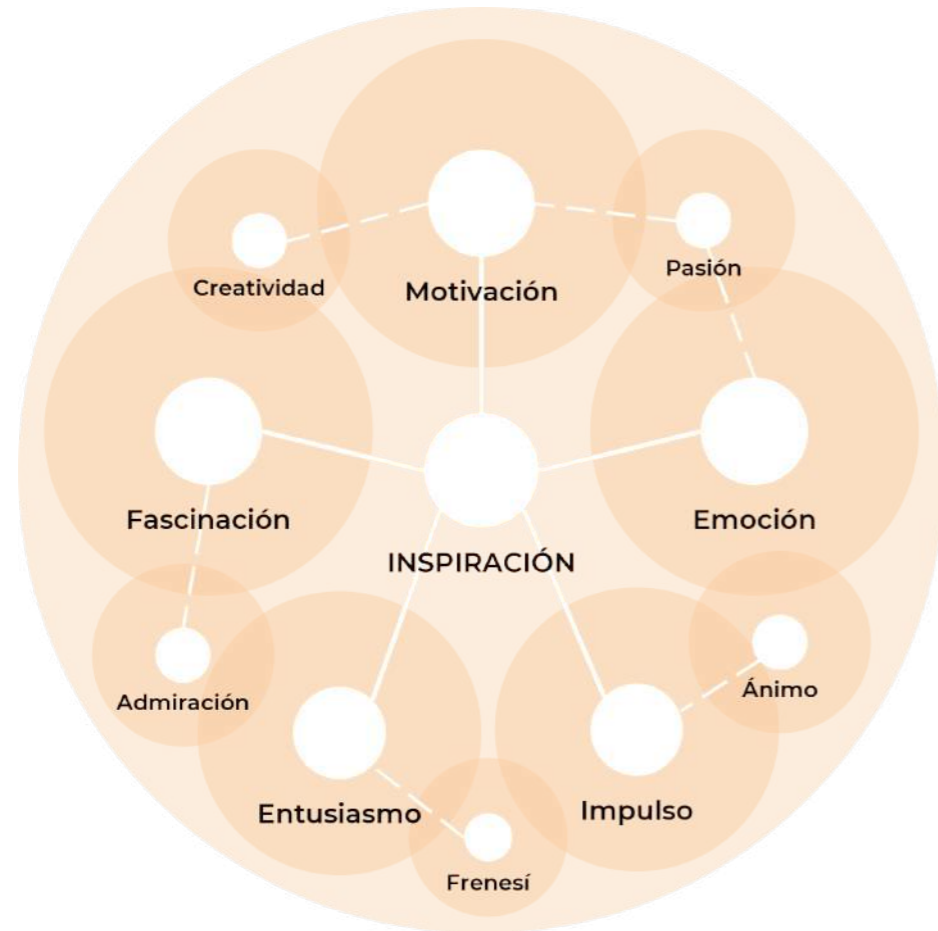 Pasión
Creatividad
Motivación
Fascinación
Emoción
INSPIRACIÓN
Ánimo
Admiración
Impulso
Entusiasmo
Frenesí